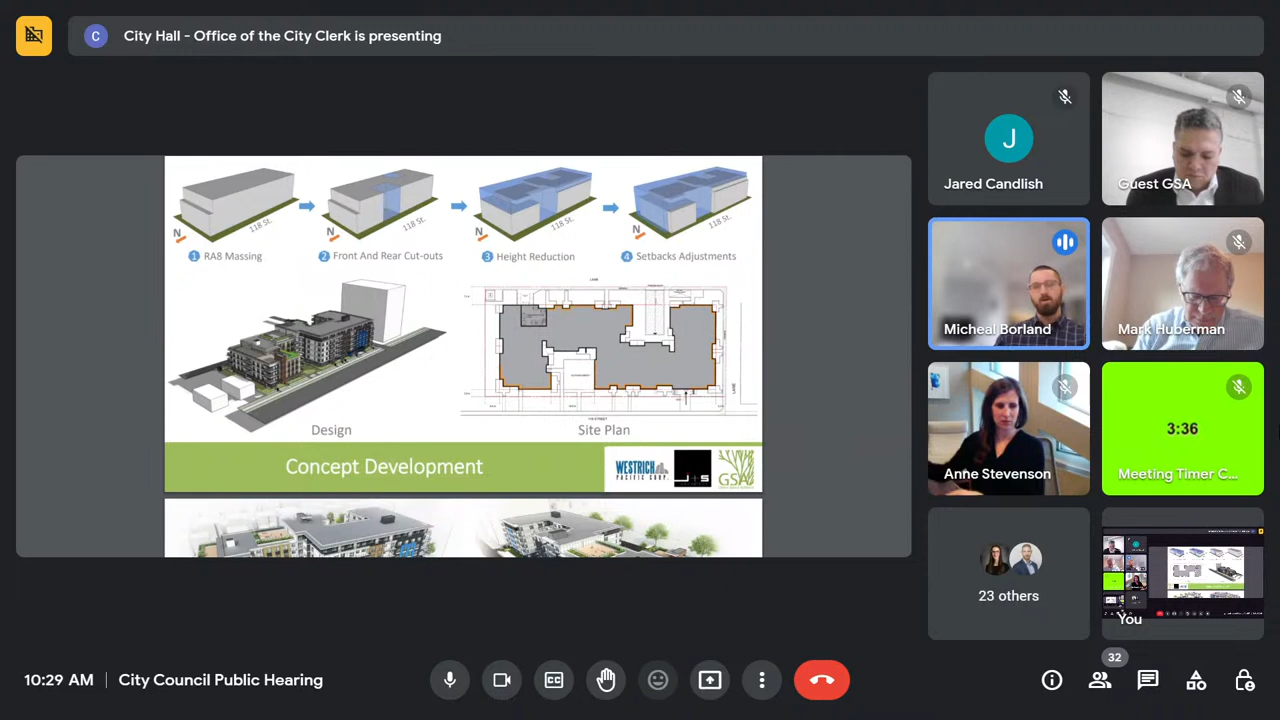 C
City Hall - Office of the City Clerk is presenting
118 St.
118 St.
118 St.
118 St.
N
N
N
N
1 RA8 Massing
2 Front And Rear Cut-outs
3 Height Reduction
4 Setbacks Adjustments
LANE
LANE
Design
Site Plan
Concept Development
WESTRICH
PACIFIC CORP.
J+S
GSA
J
Jared Candlish
Guest GSA
Micheal Borland
Mark Huberman
Anne Stevenson
3:36
Meeting Timer C...
23 others
You
10:29 AM
City Council Public Hearing
CC
32